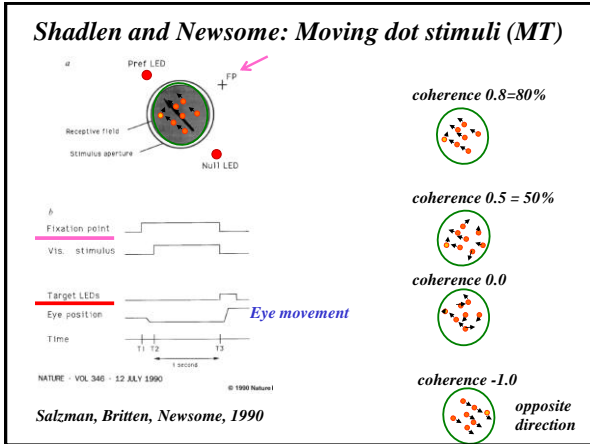 Shadlen and Newsome: Moving dot stimuli (MT)
a
Pref LED
FP
Receptive field
Stimulus aperture
Null LED
b
Fixation point
Vis. stimulus
Target LEDs
Eye position
Eye movement
Time
T1 T2 T3
1 second
NATURE · VOL 346 · 12 JULY 1990
© 1990 Nature
Salzman, Britten, Newsome, 1990
coherence 0.8=80%
coherence 0.5 = 50%
coherence 0.0
coherence -1.0
opposite
direction